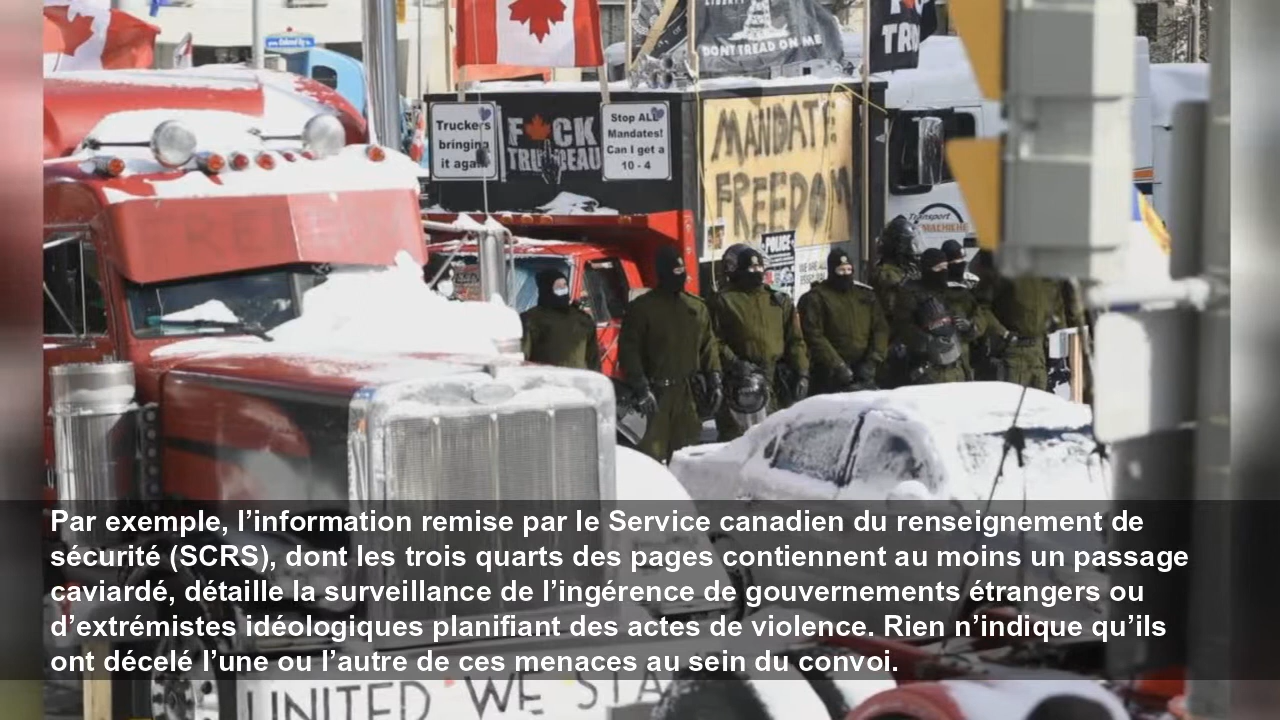 LIBERTY
DONT TREAD ON ME
Truckers
bringing
it again
F CK
TRUDEAU
Stop ALL
Mandates!
Can I get a
10 - 4
MANDATE
FREEDOM
POLICE
Transport
Par exemple, l’information remise par le Service canadien du renseignement de
sécurité (SCRS), dont les trois quarts des pages contiennent au moins un passage
caviardé, détaille la surveillance de l’ingérence de gouvernements étrangers ou
d’extrémistes idéologiques planifiant des actes de violence. Rien n’indique qu’ils
ont décelé l’une ou l’autre de ces menaces au sein du convoi.
UNITED WE STA